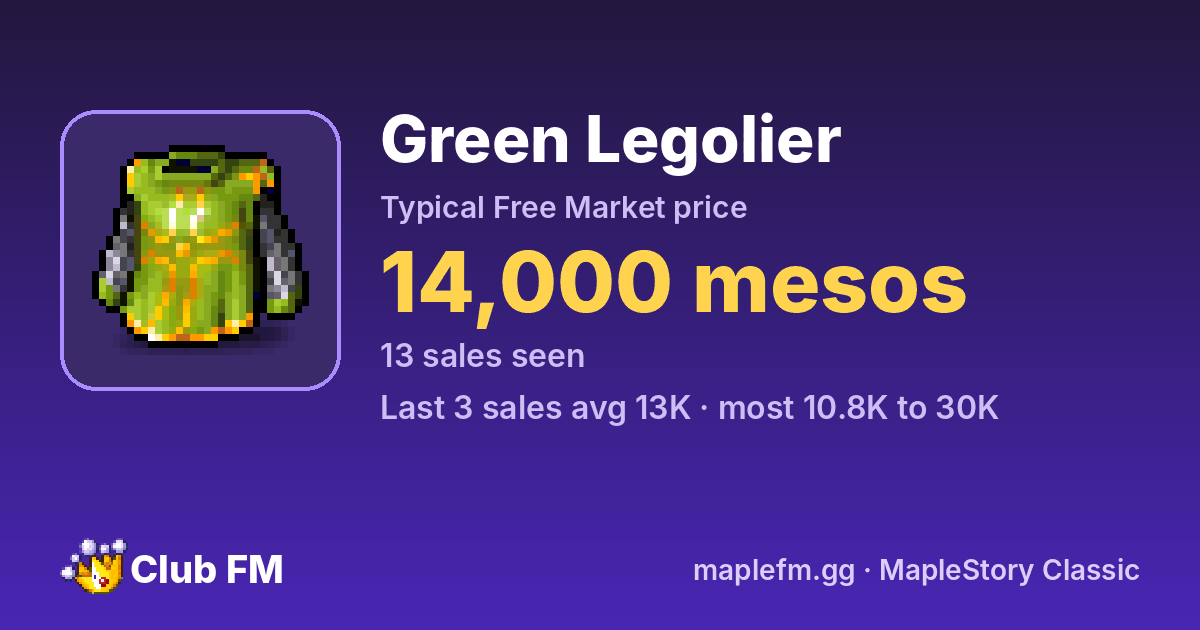 Green Legolier
Typical Free Market price
14,000 mesos
13 sales seen
Last 3 sales avg 13K · most 10.8K to 30K
Club FM
maplefm.gg · MapleStory Classic